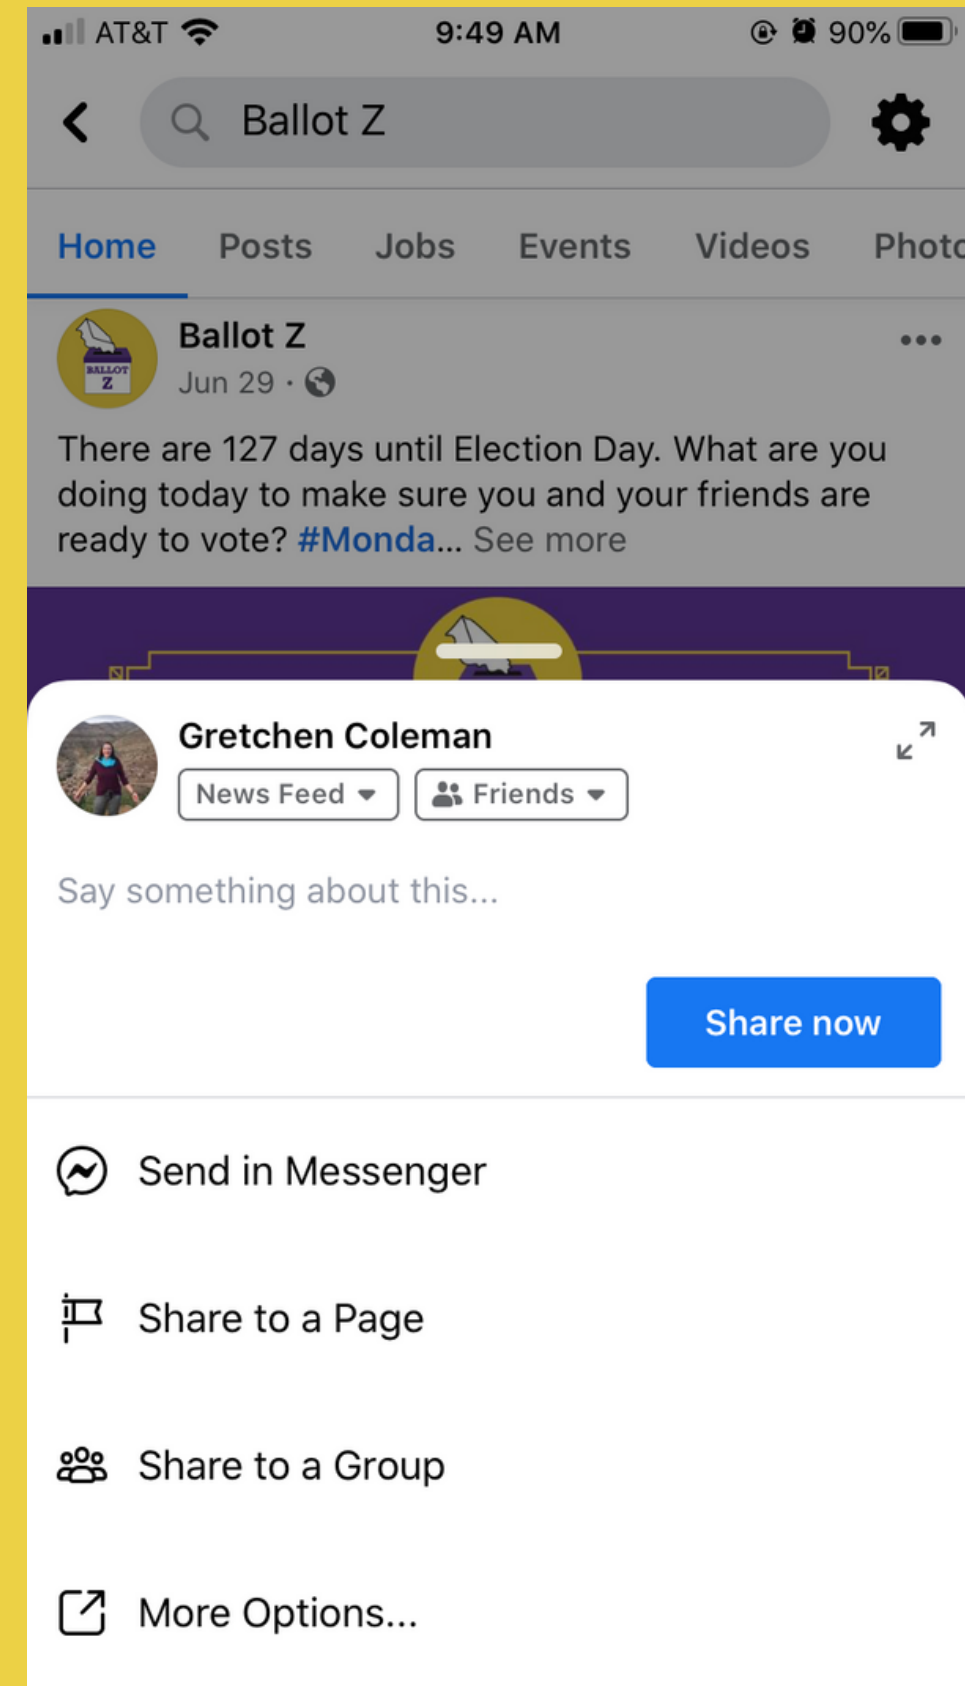 AT&T 9:49 AM 90%
Ballot Z
Home Posts Jobs Events Videos Photo
BALLOT
Z
Ballot Z
Jun 29 ·
There are 127 days until Election Day. What are you
doing today to make sure you and your friends are
ready to vote? #Monda... See more
Gretchen Coleman
News Feed Friends
Say something about this...
Share now
Send in Messenger
Share to a Page
Share to a Group
More Options...